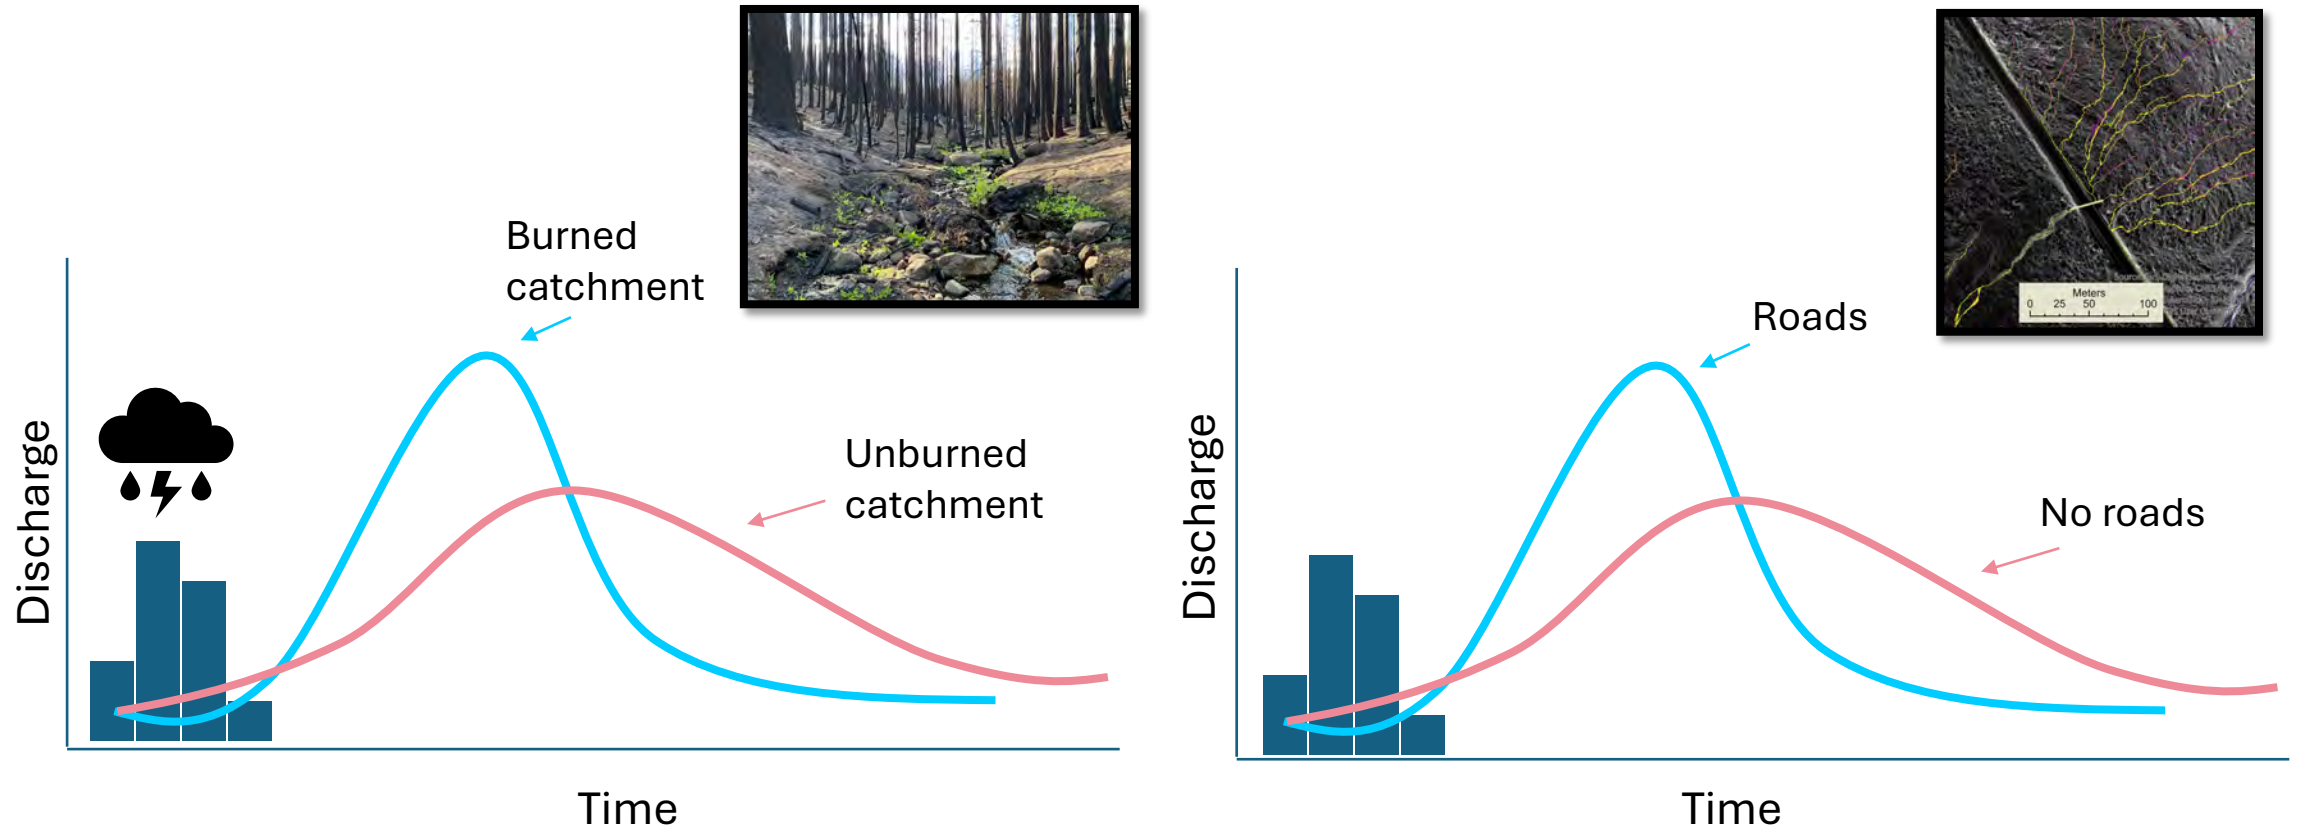 Burned
catchment
Unburned
catchment
Discharge
Time
Roads
No roads
Discharge
Time
Meters
0 25 50 100